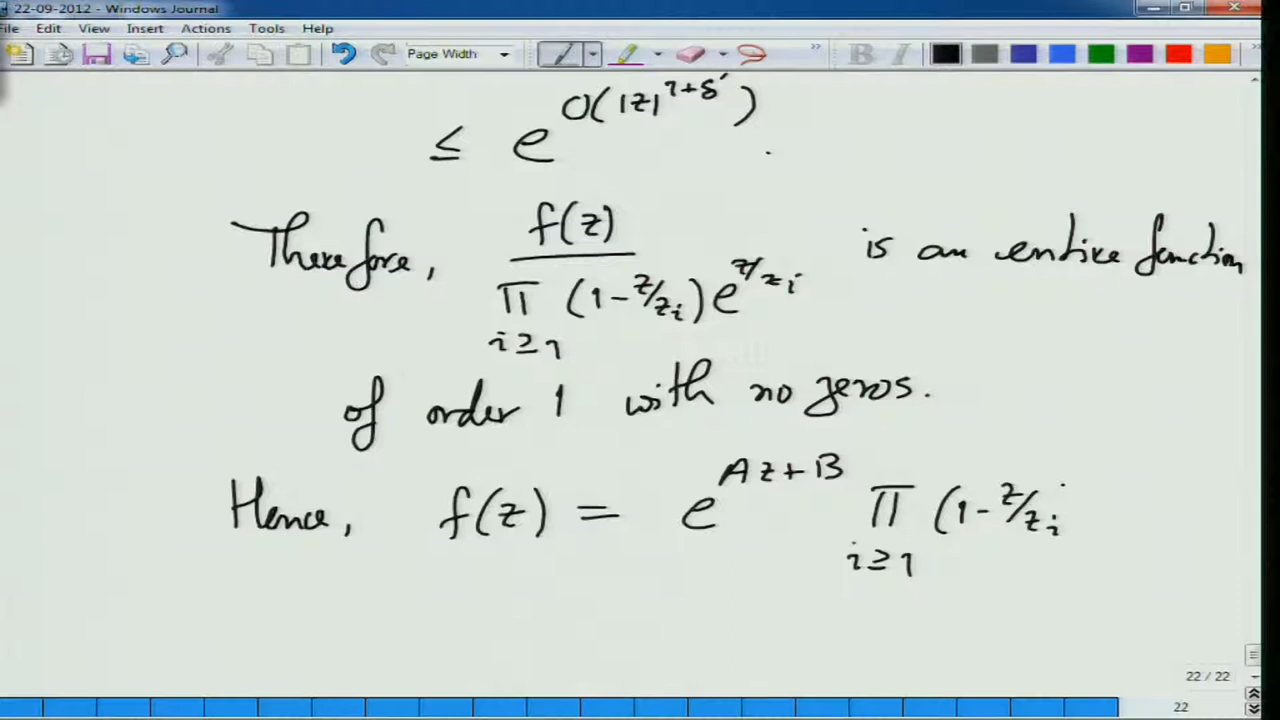 22-09-2012 - Windows Journal
File Edit View Insert Actions Tools Help
Page Width
≤ e^{O(|z|^{1+δ'})}.
Therefore, f(z) / ∏_{i≥1} (1 - z/z_i) e^{z/z_i} is an entire function
of order 1 with no zeros.
Hence, f(z) = e^{Az+B} ∏_{i≥1} (1 - z/z_i
22 / 22
22